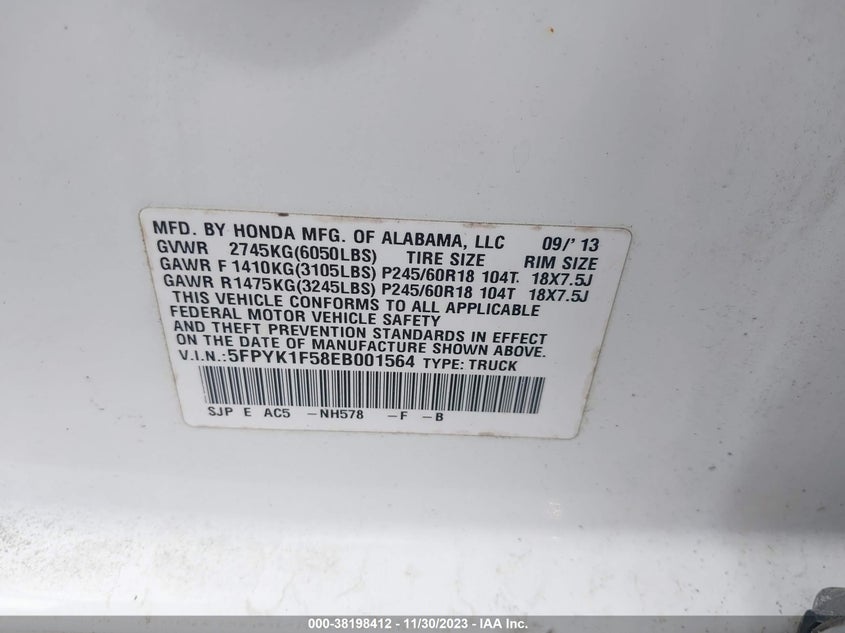 MFD. BY HONDA MFG. OF ALABAMA, LLC 09/'13
GVWR 2745KG(6050LBS) TIRE SIZE RIM SIZE
GAWR F 1410KG(3105LBS) P245/60R18 104T. 18X7.5J
GAWR R1475KG(3245LBS) P245/60R18 104T 18X7.5J
THIS VEHICLE CONFORMS TO ALL APPLICABLE
FEDERAL MOTOR VEHICLE SAFETY
AND THEFT PREVENTION STANDARDS IN EFFECT
ON THE DATE OF MANUFACTURE SHOWN ABOVE.
V.I.N.:5FPYK1F58EB001564 TYPE: TRUCK
SJP E AC5 -NH578 -F -B
000-38198412 - 11/30/2023 - IAA Inc.